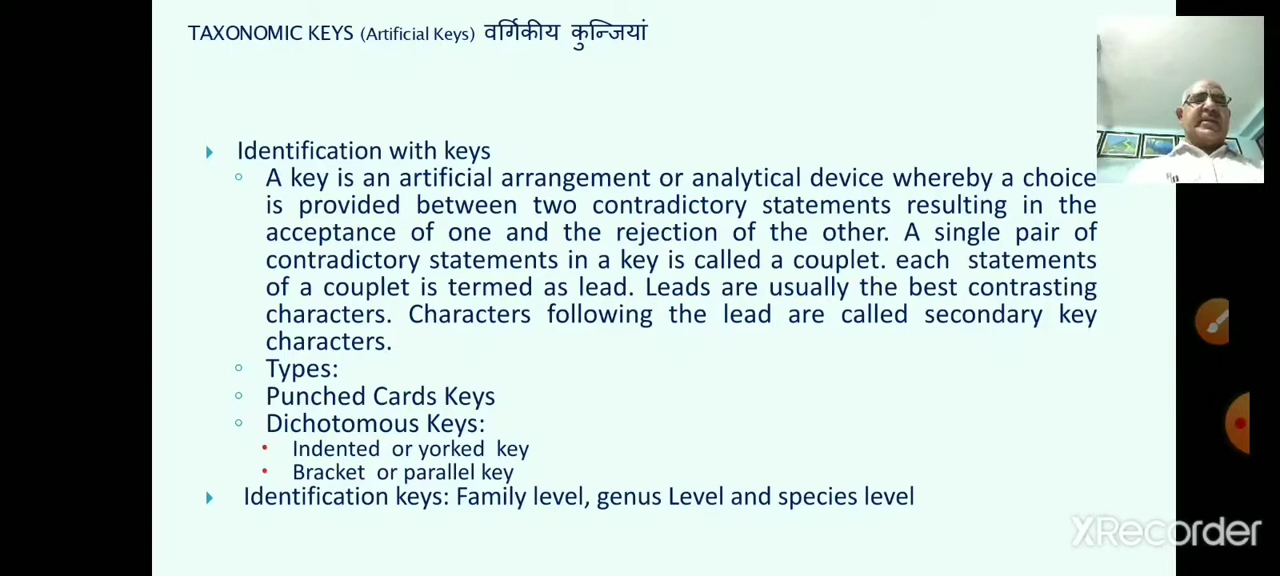 TAXONOMIC KEYS (Artificial Keys) वर्गिकीय कुन्जियां
Identification with keys
A key is an artificial arrangement or analytical device whereby a choice
is provided between two contradictory statements resulting in the
acceptance of one and the rejection of the other. A single pair of
contradictory statements in a key is called a couplet. each statements
of a couplet is termed as lead. Leads are usually the best contrasting
characters. Characters following the lead are called secondary key
characters.
Types:
Punched Cards Keys
Dichotomous Keys:
Indented or yorked key
Bracket or parallel key
Identification keys: Family level, genus Level and species level
XRecorder